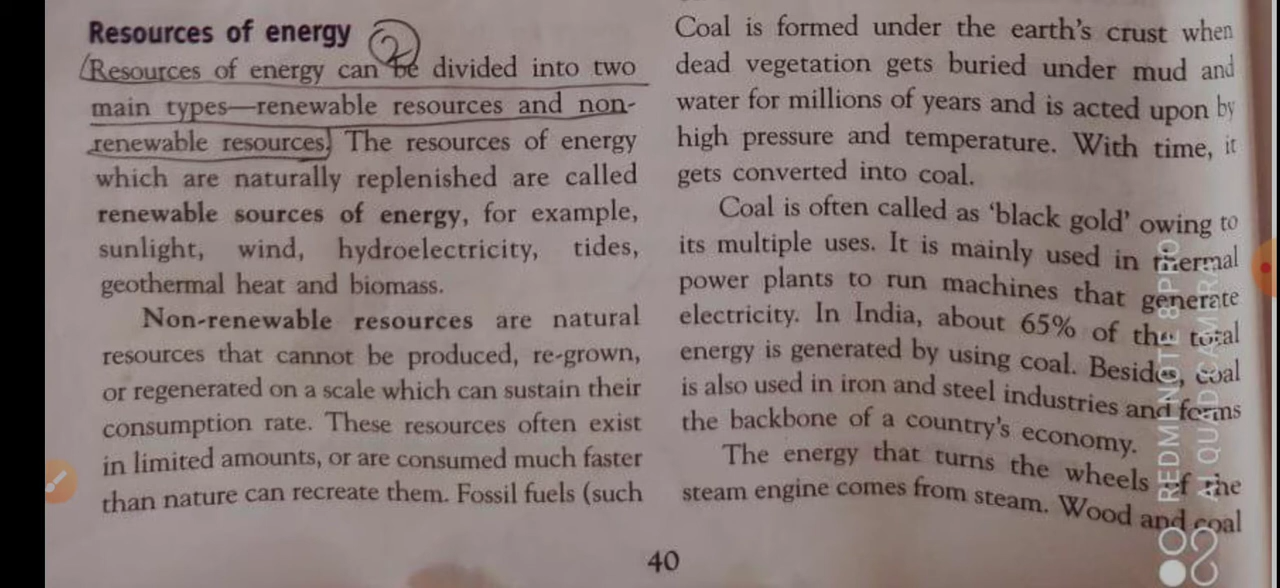 Resources of energy
2
Resources of energy can be divided into two
main types—renewable resources and non-
renewable resources. The resources of energy
which are naturally replenished are called
renewable sources of energy, for example,
sunlight, wind, hydroelectricity, tides,
geothermal heat and biomass.
Non-renewable resources are natural
resources that cannot be produced, re-grown,
or regenerated on a scale which can sustain their
consumption rate. These resources often exist
in limited amounts, or are consumed much faster
than nature can recreate them. Fossil fuels (such
Coal is formed under the earth's crust when
dead vegetation gets buried under mud and
water for millions of years and is acted upon by
high pressure and temperature. With time, it
gets converted into coal.
Coal is often called as 'black gold' owing to
its multiple uses. It is mainly used in thermal
power plants to run machines that generate
electricity. In India, about 65% of the total
energy is generated by using coal. Besides, coal
is also used in iron and steel industries and forms
the backbone of a country's economy.
The energy that turns the wheels of the
steam engine comes from steam. Wood and coal
40
REDMI NOTE 8 PRO
AI QUAD CAMERA